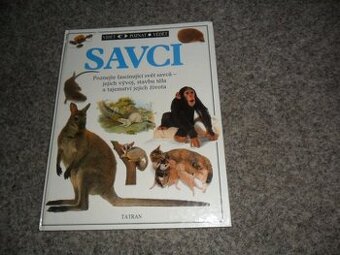 VIDĚT POZNAT VĚDĚT
SAVCI
Poznejte fascinující svět savců –
jejich vývoj, stavbu těla
a tajemství jejich života
TATRAN